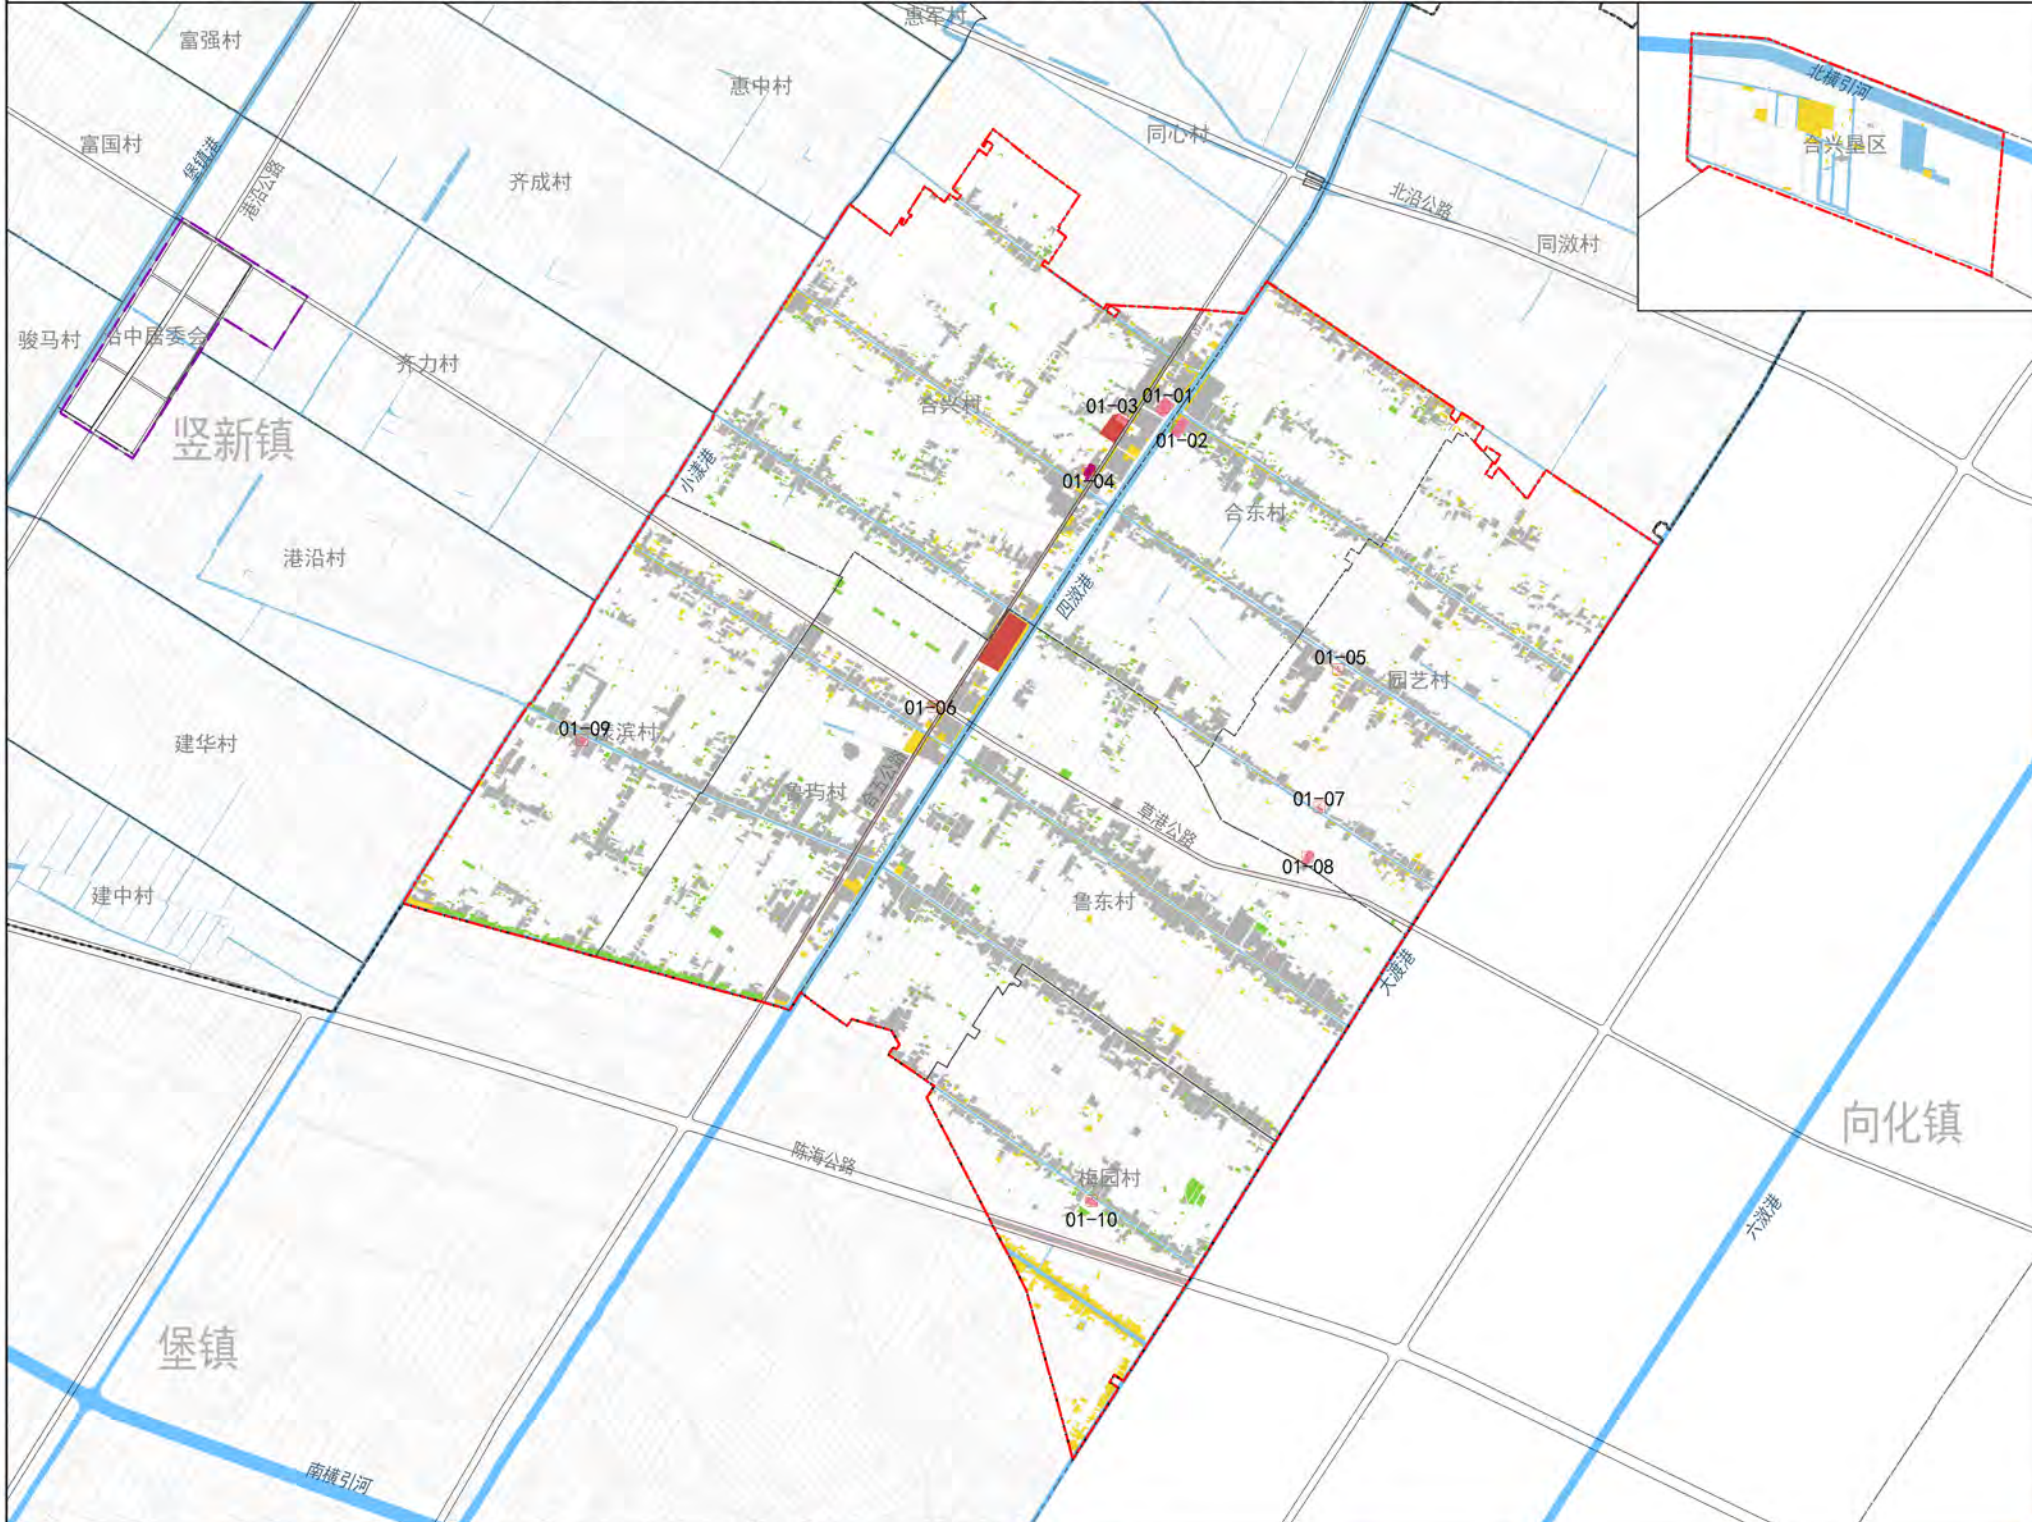 惠军村
富强村
惠中村
北横引河
同心村
富国村
堡镇港
合兴垦区
齐成村
港沿公路
北沿公路
同滧村
骏马村
沿中居委会
齐力村
01-03
01-01
合兴村
竖新镇
01-02
小漾港
01-04
合东村
港沿村
四滧港
01-05
园艺村
01-06
01-09
滨村
建华村
合五公路
01-07
草港公路
01-08
建中村
鲁东村
大渡港
向化镇
陈海公路
梅园村
01-10
六滧港
堡镇
南横引河